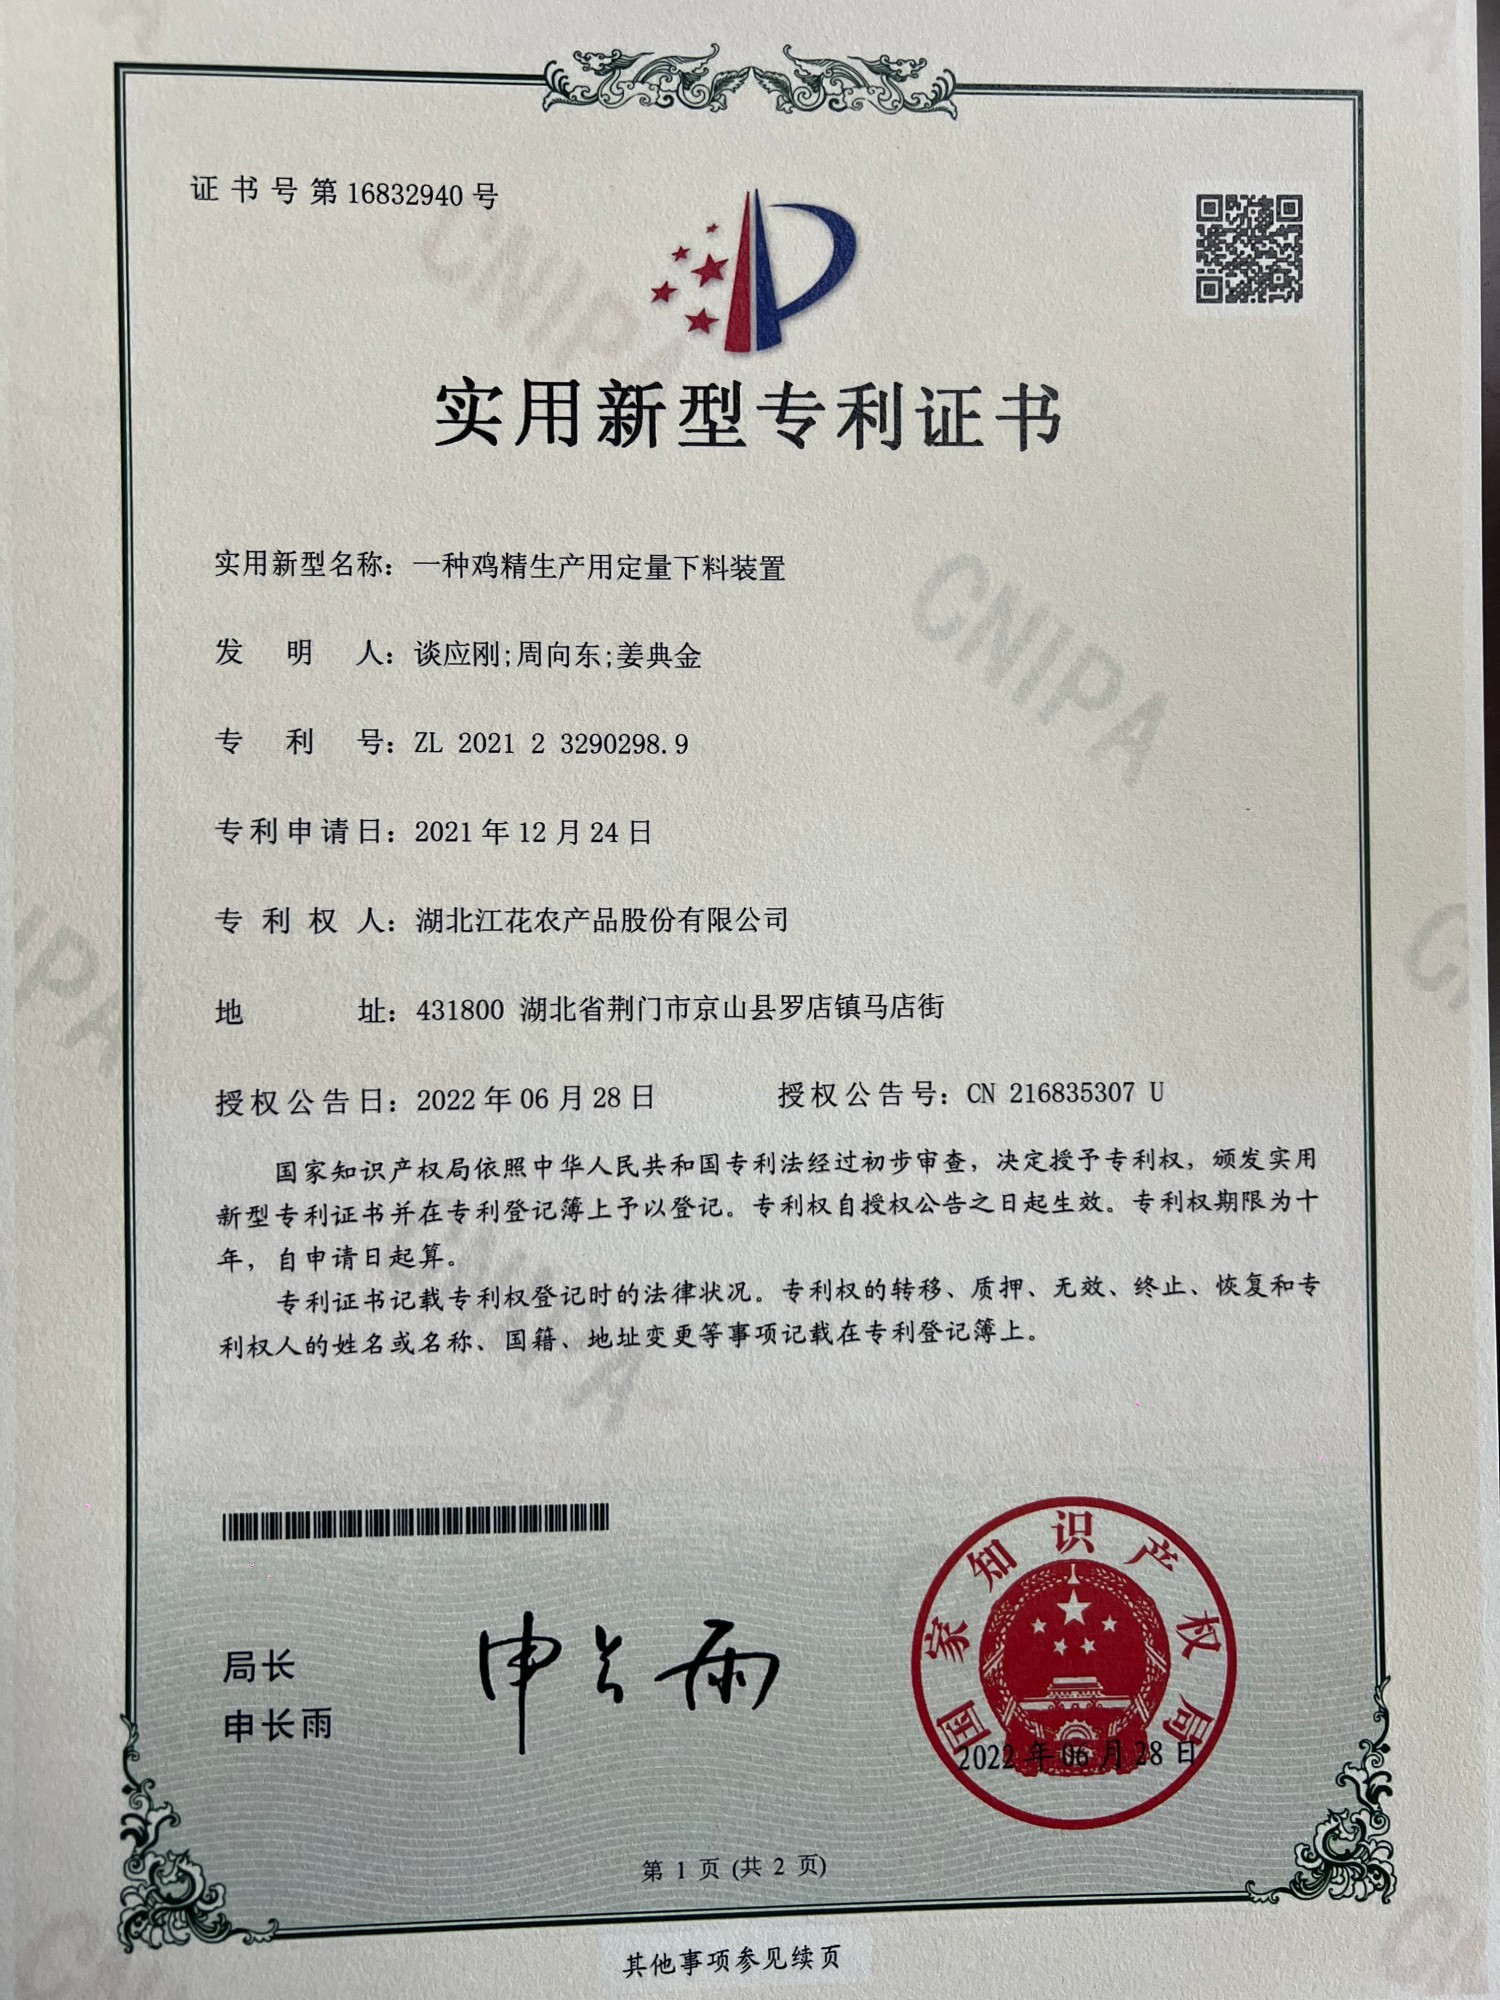 证书号第16832940号
实用新型专利证书
实用新型名称：一种鸡精生产用定量下料装置
发明人：谈应刚;周向东;姜典金
专利号：ZL 2021 2 3290298.9
专利申请日：2021年12月24日
专利权人：湖北江花农产品股份有限公司
地址：431800 湖北省荆门市京山县罗店镇马店街
授权公告日：2022年06月28日 授权公告号：CN 216835307 U
国家知识产权局依照中华人民共和国专利法经过初步审查，决定授予专利权，颁发实用
新型专利证书并在专利登记簿上予以登记。专利权自授权公告之日起生效。专利权期限为十
年，自申请日起算。
专利证书记载专利权登记时的法律状况。专利权的转移、质押、无效、终止、恢复和专
利权人的姓名或名称、国籍、地址变更等事项记载在专利登记簿上。
局长
申长雨
申长雨
国家知识产权局
2022年06月28日
第 1 页 (共 2 页)
其他事项参见续页
CNIPA
CNIPA
CNIPA